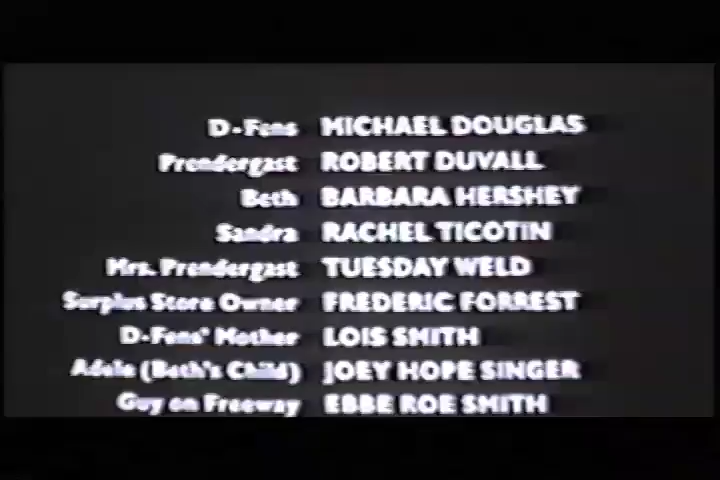 D-Fens MICHAEL DOUGLAS
Prendergast ROBERT DUVALL
Beth BARBARA HERSHEY
Sandra RACHEL TICOTIN
Mrs. Prendergast TUESDAY WELD
Surplus Store Owner FREDERIC FORREST
D-Fens' Mother LOIS SMITH
Adele (Beth's Child) JOEY HOPE SINGER
Guy on Freeway EBBE ROE SMITH